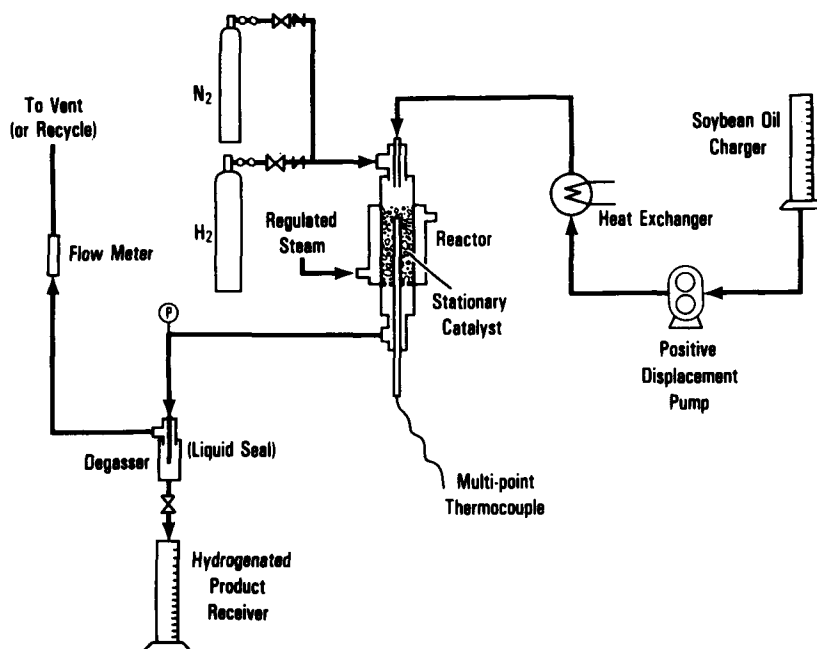 N2
To Vent
(or Recycle)
Soybean Oil
Charger
H2
Regulated
Steam
Reactor
Heat Exchanger
Flow Meter
Stationary
Catalyst
P
Positive
Displacement
Pump
(Liquid Seal)
Degasser
Multi-point
Thermocouple
Hydrogenated
Product
Receiver